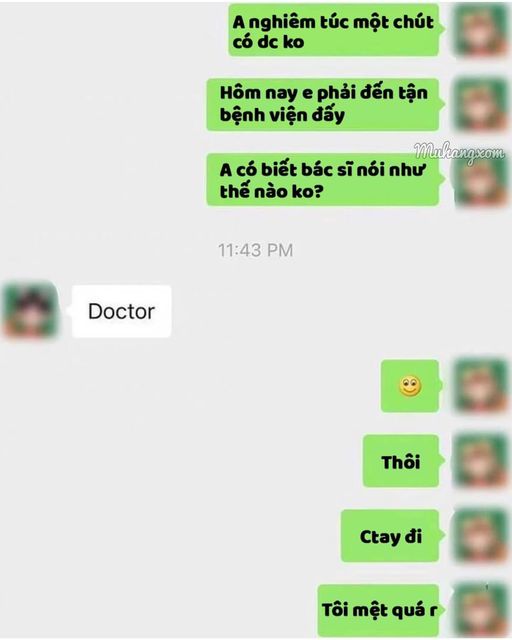 A nghiêm túc một chút
có dc ko
Hôm nay e phải đến tận
bệnh viện đấy
Muhangxom
A có biết bác sĩ nói như
thế nào ko?
11:43 PM
Doctor
🙂
Thôi
Ctay đi
Tôi mệt quá r